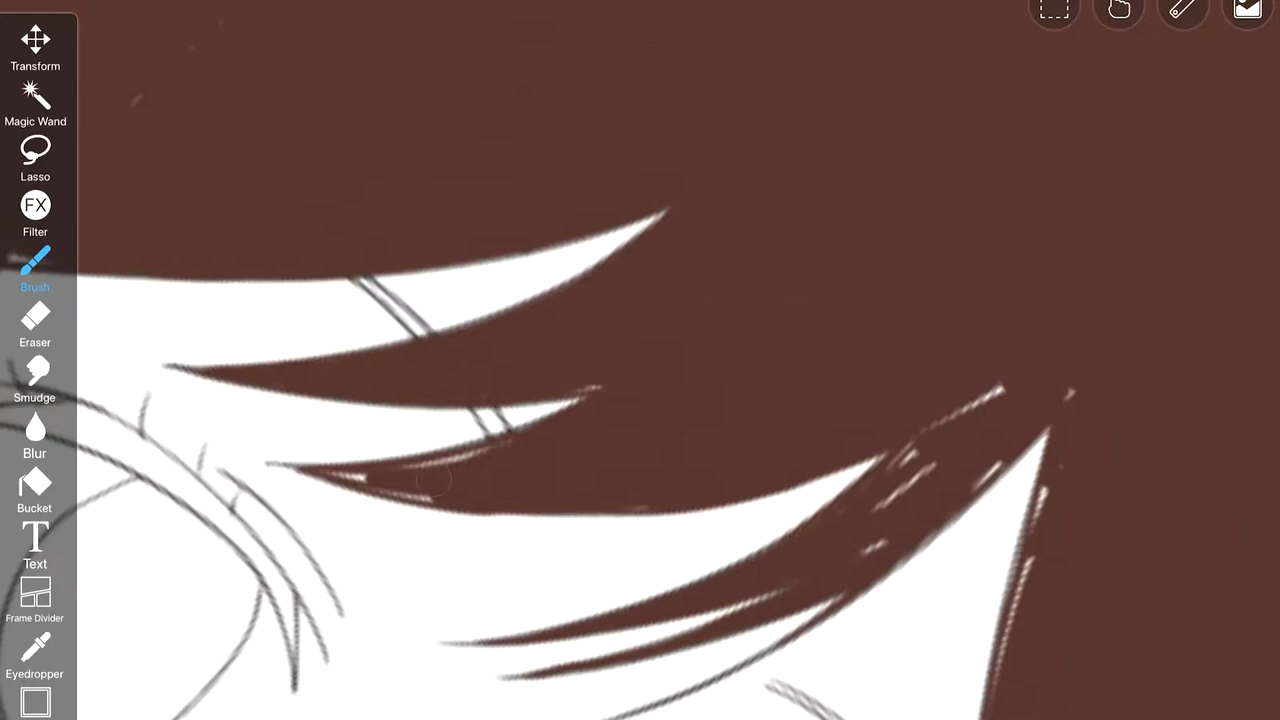 Transform
Magic Wand
Lasso
FX
Filter
Brush
Eraser
Smudge
Blur
Bucket
T
Text
Frame Divider
Eyedropper